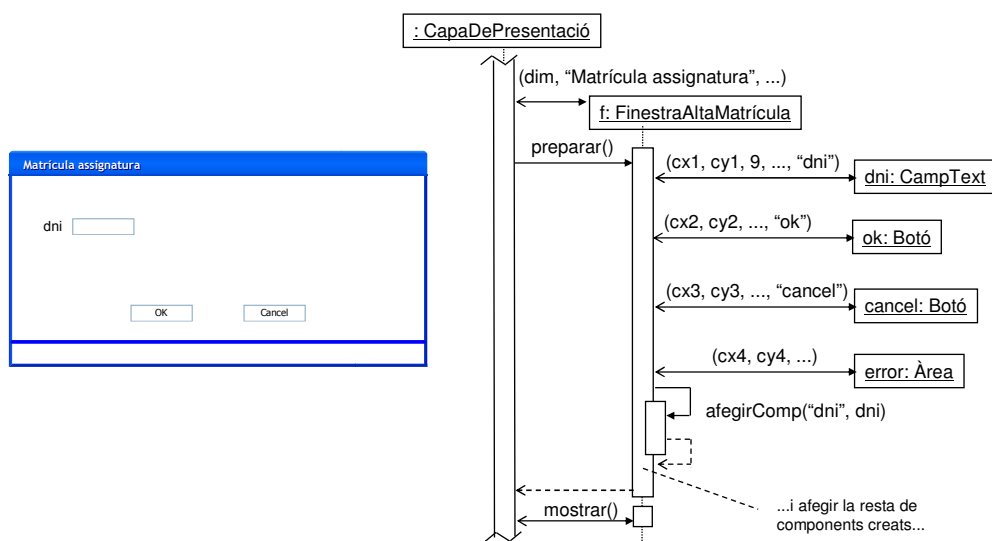 : CapaDePresentació
(dim, “Matrícula assignatura”, ...)
f: FinestraAltaMatrícula
preparar()
(cx1, cy1, 9, ..., “dni”)
dni: CampText
Matrícula assignatura
dni
(cx2, cy2, ..., “ok”)
ok: Botó
(cx3, cy3, ..., “cancel”)
cancel: Botó
OK
Cancel
(cx4, cy4, ...)
error: Àrea
afegirComp(“dni”, dni)
...i afegir la resta de
components creats...
mostrar()